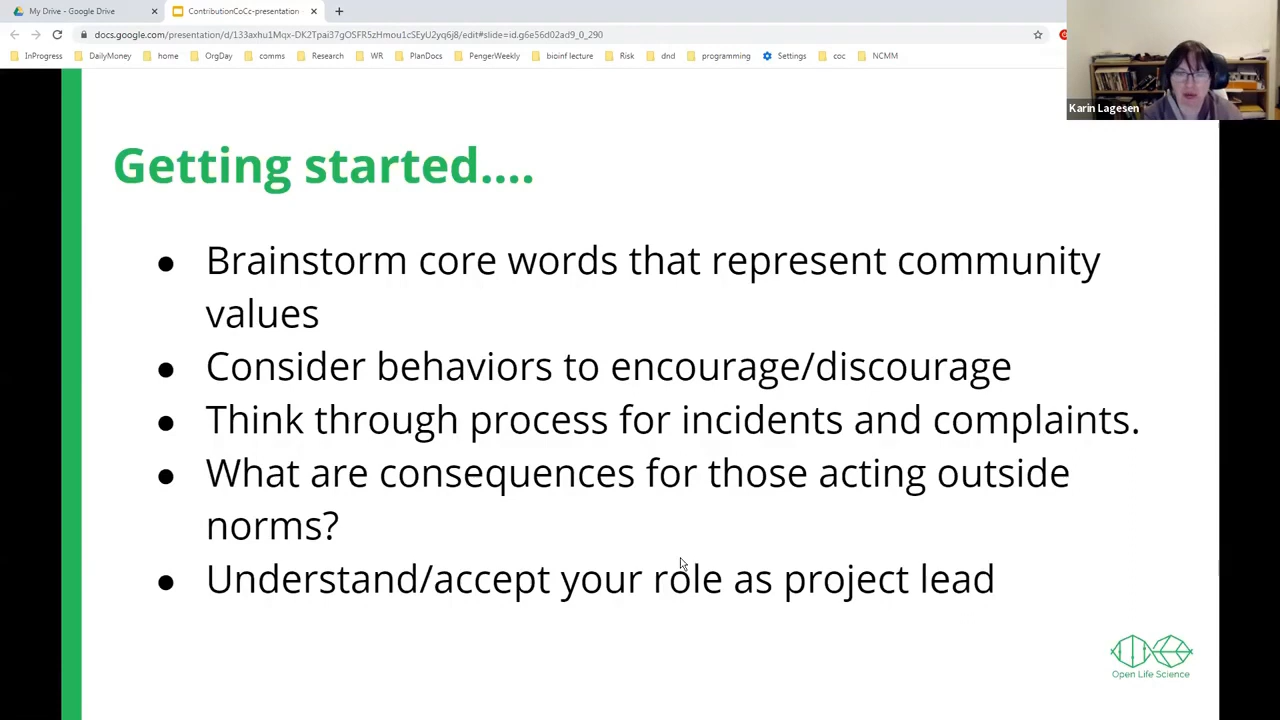 My Drive - Google Drive
ContributionCoCc-presentation
docs.google.com/presentation/d/133axhu1Mqx-DK2Tpai37gOSFR5zHmou1cSEyU2yq6j8/edit#slide=id.g6e56d02ad9_0_290
InProgress DailyMoney home OrgDay comms Research WR PlanDocs PengerWeekly bioinf lecture Risk dnd programming Settings coc NCMM
Karin Lagesen
Getting started....
● Brainstorm core words that represent community
values
● Consider behaviors to encourage/discourage
● Think through process for incidents and complaints.
● What are consequences for those acting outside
norms?
● Understand/accept your role as project lead
Open Life Science